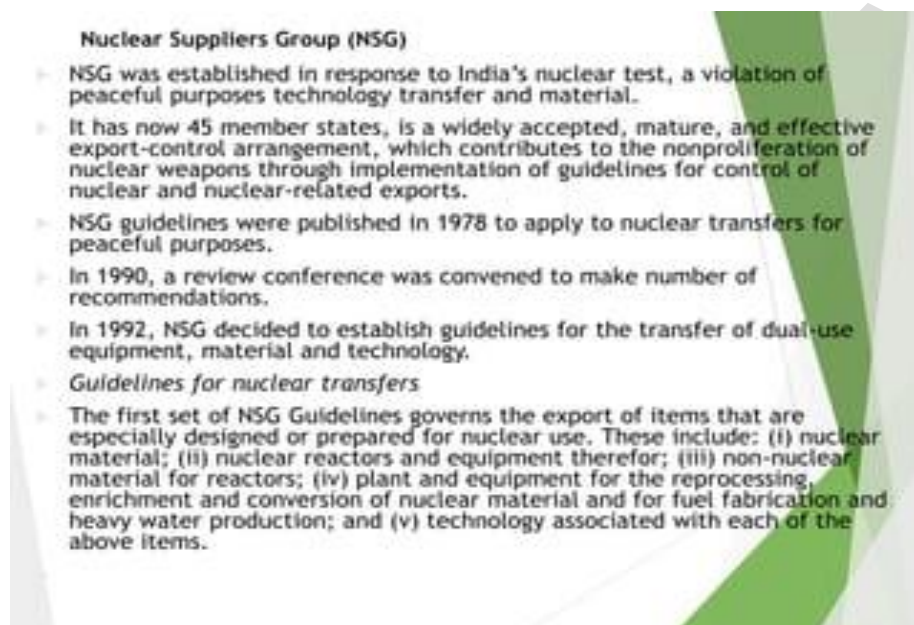 Nuclear Suppliers Group (NSG)
NSG was established in response to India's nuclear test, a violation of
peaceful purposes technology transfer and material.
It has now 45 member states, is a widely accepted, mature, and effective
export-control arrangement, which contributes to the nonproliferation of
nuclear weapons through implementation of guidelines for control of
nuclear and nuclear-related exports.
NSG guidelines were published in 1978 to apply to nuclear transfers for
peaceful purposes.
In 1990, a review conference was convened to make number of
recommendations.
In 1992, NSG decided to establish guidelines for the transfer of dual-use
equipment, material and technology.
Guidelines for nuclear transfers
The first set of NSG Guidelines governs the export of items that are
especially designed or prepared for nuclear use. These include: (i) nuclear
material; (ii) nuclear reactors and equipment therefor; (iii) non-nuclear
material for reactors; (iv) plant and equipment for the reprocessing,
enrichment and conversion of nuclear material and for fuel fabrication and
heavy water production; and (v) technology associated with each of the
above items.